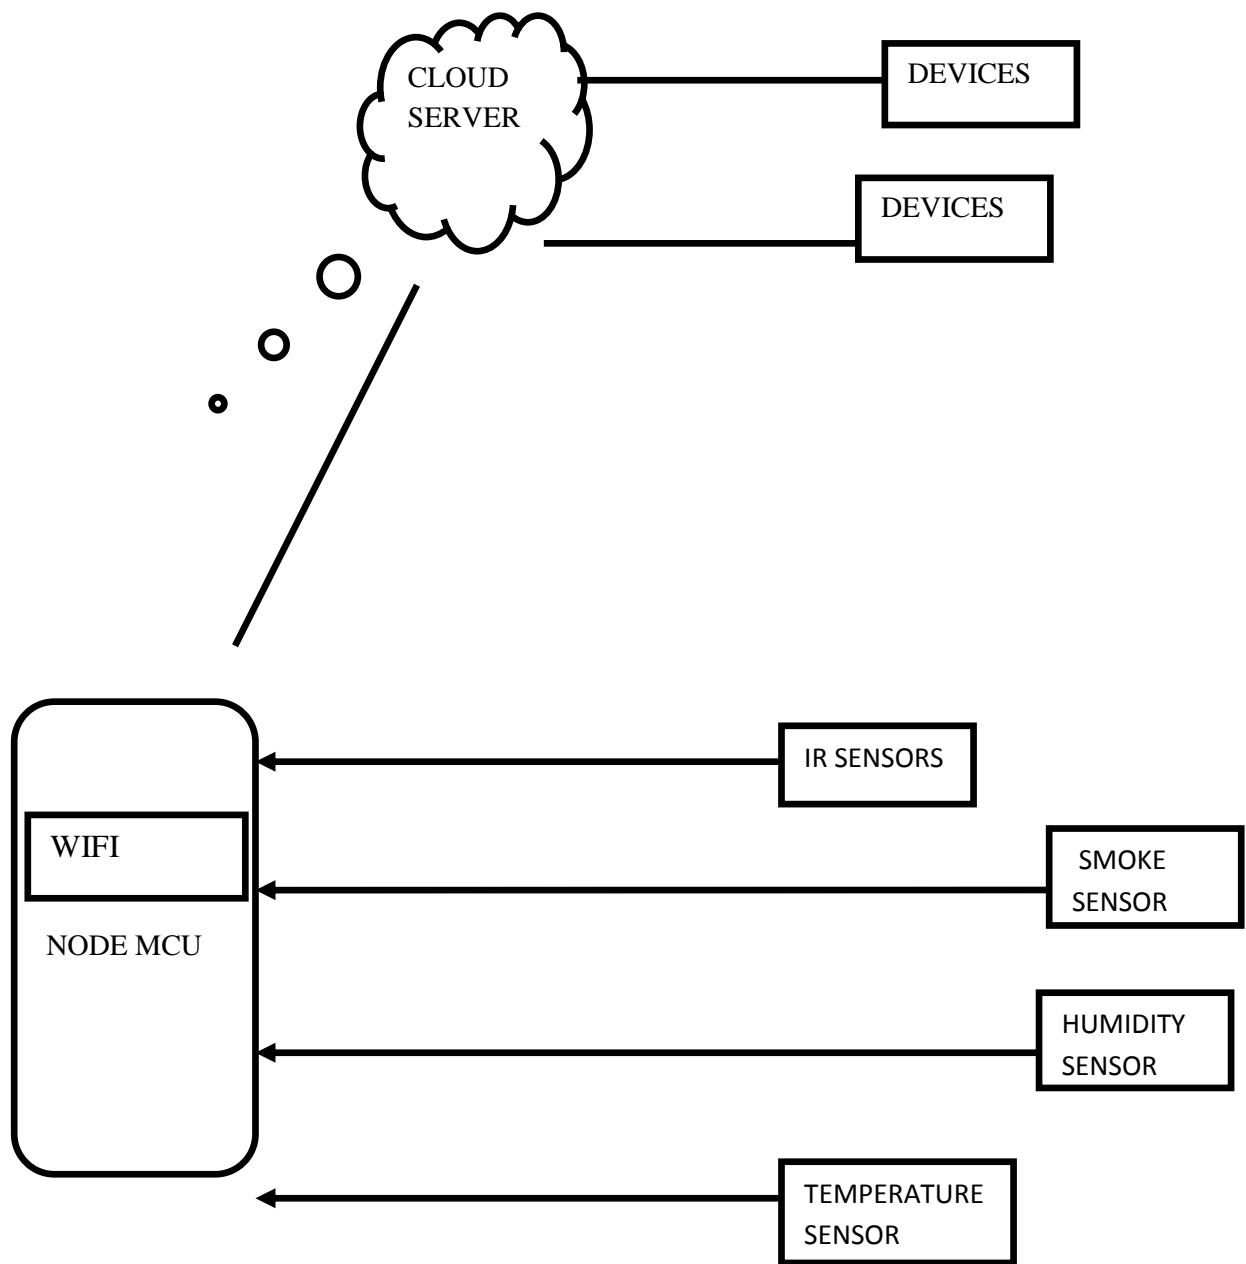 CLOUD
SERVER
DEVICES
DEVICES
IR SENSORS
WIFI
SMOKE
SENSOR
NODE MCU
HUMIDITY
SENSOR
TEMPERATURE
SENSOR